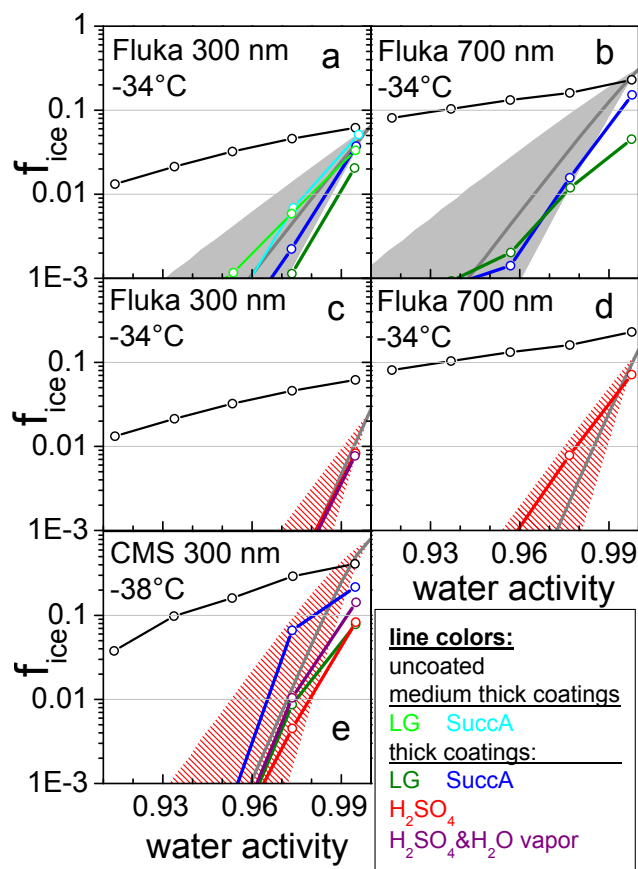 1
Fluka 300 nm
-34°C
a
Fluka 700 nm
-34°C
b
0.1
f_ice
0.01
1E-3
Fluka 300 nm
-34°C
c
Fluka 700 nm
-34°C
d
0.1
f_ice
0.01
1E-3
CMS 300 nm
-38°C
0.93 0.96 0.99
water activity
0.1
f_ice
0.01
e
1E-3
0.93 0.96 0.99
water activity
line colors:
uncoated
medium thick coatings
LG SuccA
thick coatings:
LG SuccA
H₂SO₄
H₂SO₄&H₂O vapor